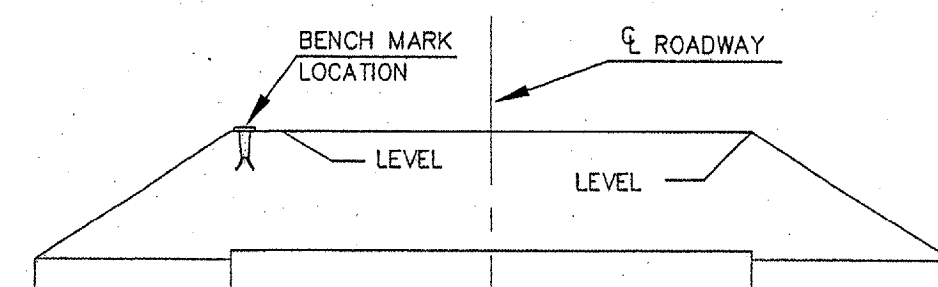 BENCH MARK
LOCATION
℄ ROADWAY
LEVEL
LEVEL